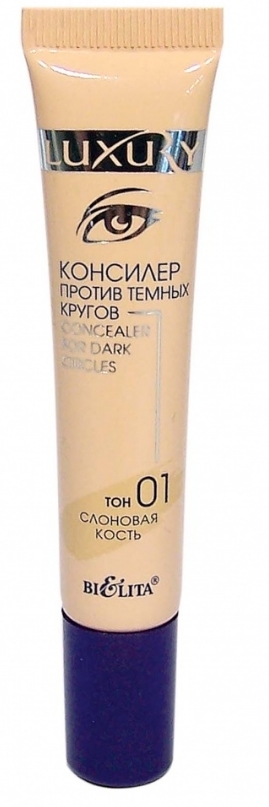 LUXURY
КОНСИЛЕР
ПРОТИВ ТЕМНЫХ
КРУГОВ
CONCEALER
FOR DARK
CIRCLES
ТОН 01
СЛОНОВАЯ
КОСТЬ
BIELITA®